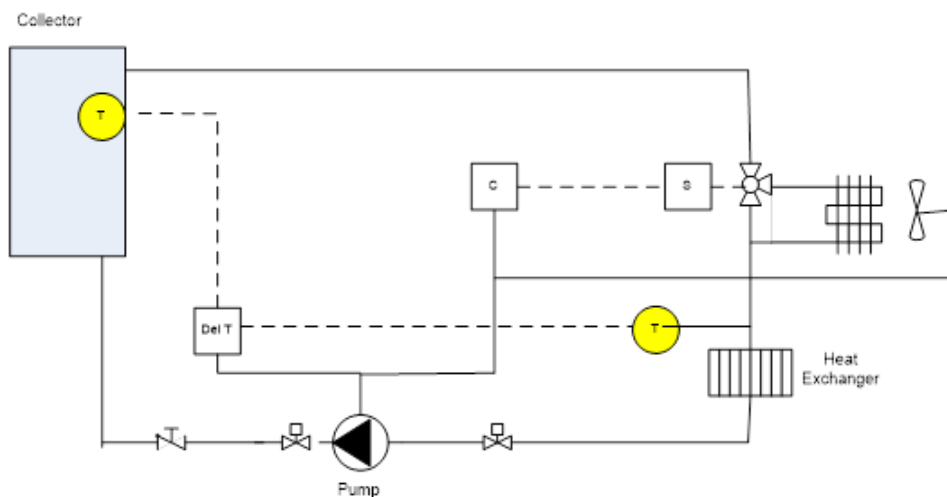 Collector
T
C
S
Del T
T
Heat
Exchanger
Pump